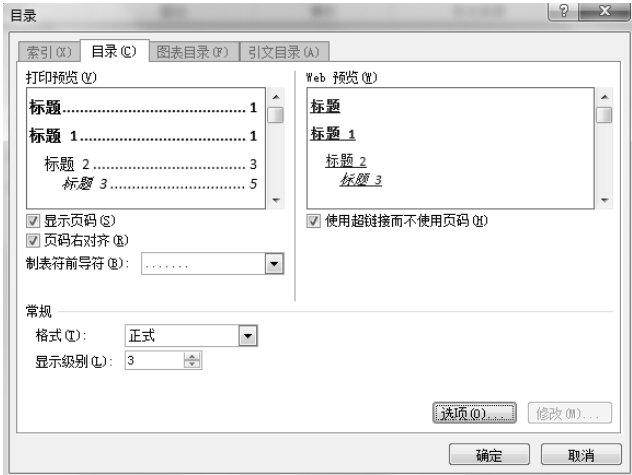 目录
索引(X) 目录(C) 图表目录(F) 引文目录(A)
打印预览(V)
标题........................................ 1
标题 1..................................... 1
标题 2.................................. 3
标题 3............................... 5
显示页码(S)
页码右对齐(R)
制表符前导符(B): .......
Web 预览(W)
标题
标题 1
标题 2
标题 3
使用超链接而不使用页码(H)
常规
格式(T): 正式
显示级别(L): 3
选项(O)... 修改(M)...
确定 取消